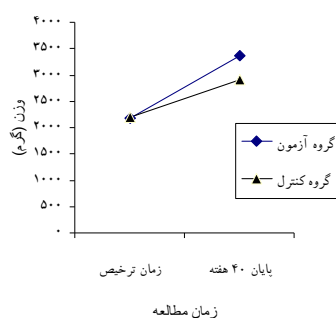 ۴۰۰۰
۳۵۰۰
۳۰۰۰
۲۵۰۰
۲۰۰۰
۱۵۰۰
۱۰۰۰
۵۰۰
۰
وزن (گرم)
گروه آزمون
گروه کنترل
زمان ترخیص
پایان ۴۰ هفته
زمان مطالعه